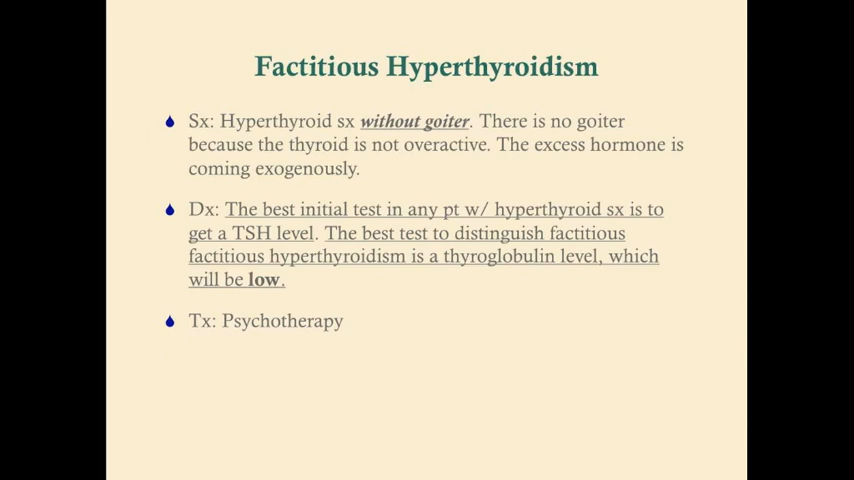 Factitious Hyperthyroidism
Sx: Hyperthyroid sx without goiter. There is no goiter
because the thyroid is not overactive. The excess hormone is
coming exogenously.
Dx: The best initial test in any pt w/ hyperthyroid sx is to
get a TSH level. The best test to distinguish factitious
factitious hyperthyroidism is a thyroglobulin level, which
will be low.
Tx: Psychotherapy